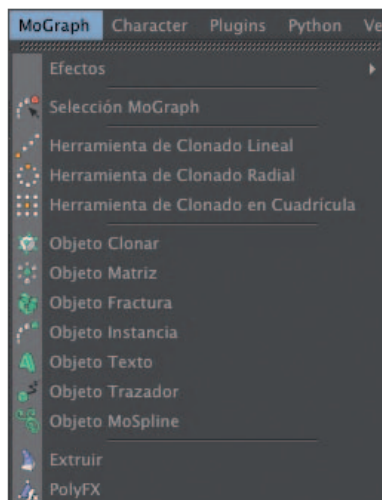 MoGraph Character Plugins Python Ve
Efectos
Selección MoGraph
Herramienta de Clonado Lineal
Herramienta de Clonado Radial
Herramienta de Clonado en Cuadrícula
Objeto Clonar
Objeto Matriz
Objeto Fractura
Objeto Instancia
Objeto Texto
Objeto Trazador
Objeto MoSpline
Extruir
PolyFX